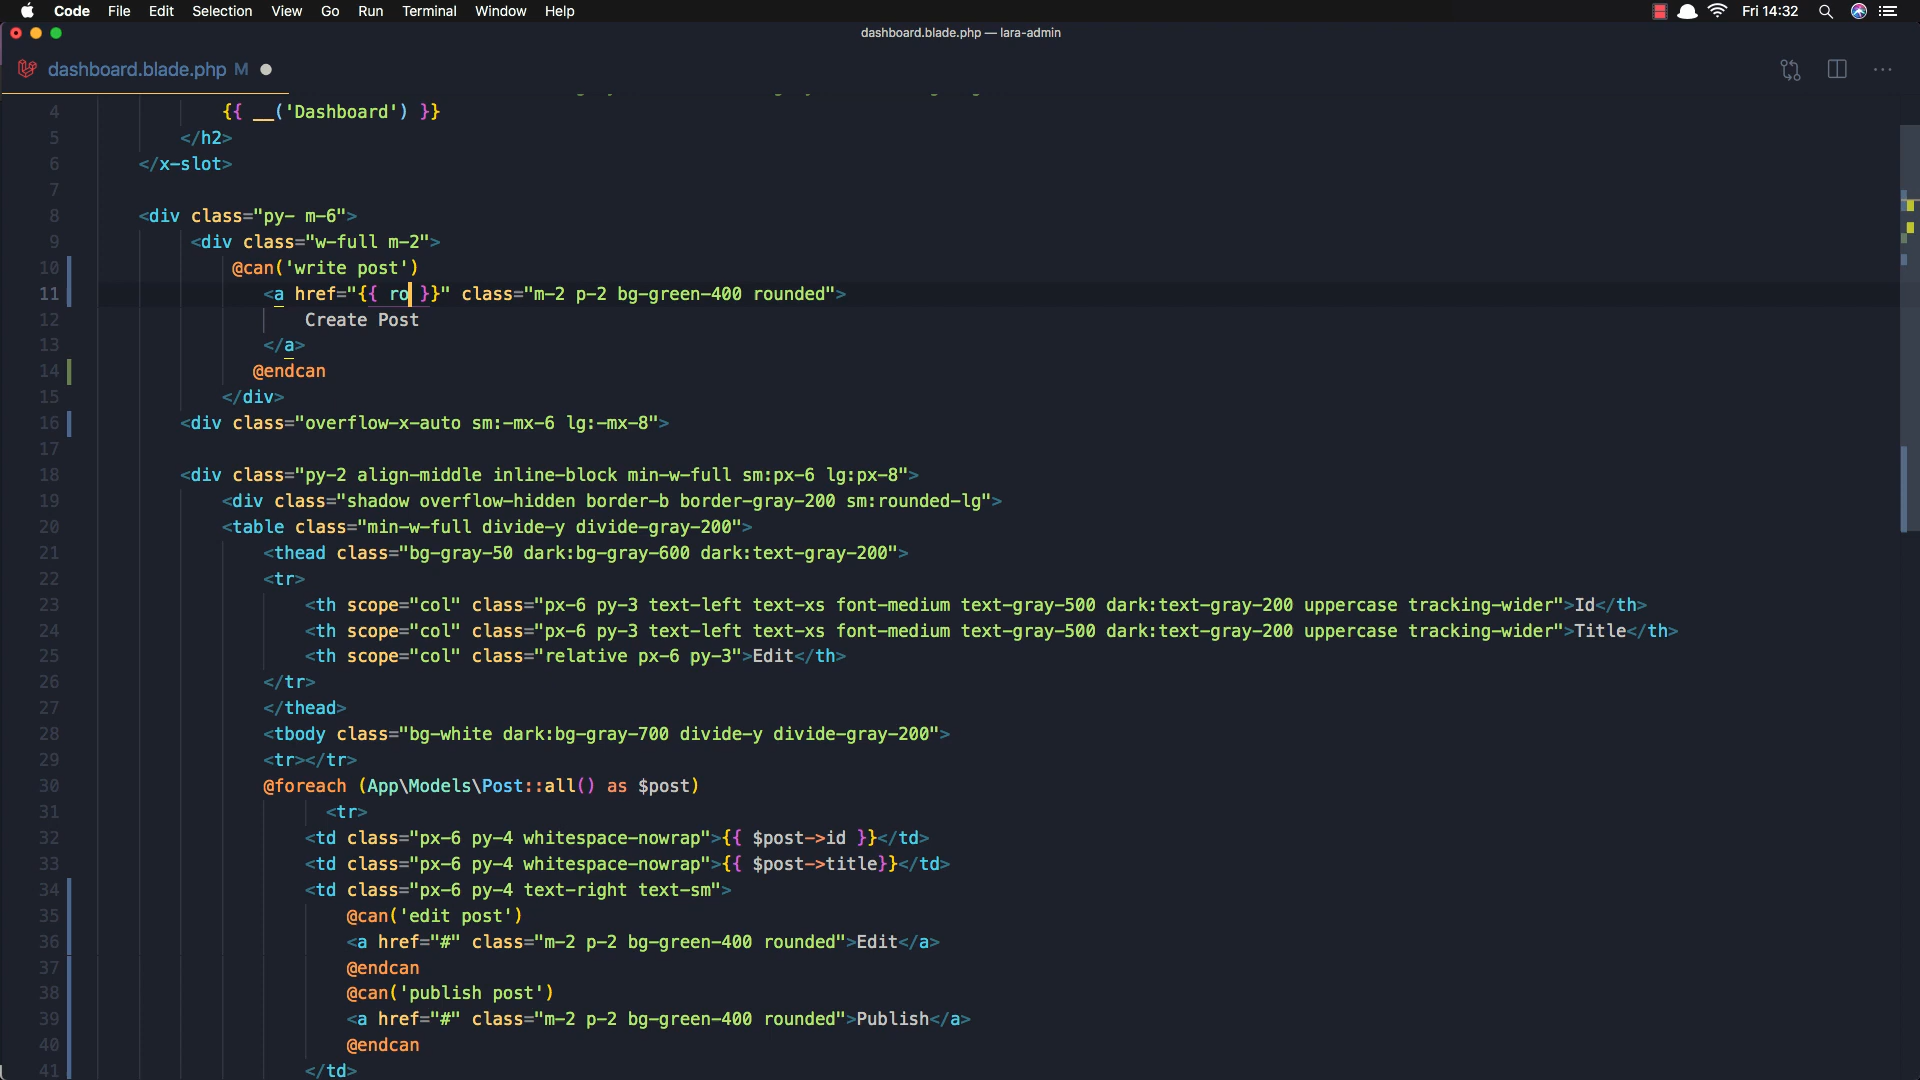 Code File Edit Selection View Go Run Terminal Window Help Fri 14:32
dashboard.blade.php — lara-admin
dashboard.blade.php M
4 {{ __('Dashboard') }}
5 </h2>
6 </x-slot>
7
8 <div class="py- m-6">
9 <div class="w-full m-2">
10 @can('write post')
11 <a href="{{ ro }}" class="m-2 p-2 bg-green-400 rounded">
12 Create Post
13 </a>
14 @endcan
15 </div>
16 <div class="overflow-x-auto sm:-mx-6 lg:-mx-8">
17
18 <div class="py-2 align-middle inline-block min-w-full sm:px-6 lg:px-8">
19 <div class="shadow overflow-hidden border-b border-gray-200 sm:rounded-lg">
20 <table class="min-w-full divide-y divide-gray-200">
21 <thead class="bg-gray-50 dark:bg-gray-600 dark:text-gray-200">
22 <tr>
23 <th scope="col" class="px-6 py-3 text-left text-xs font-medium text-gray-500 dark:text-gray-200 uppercase tracking-wider">Id</th>
24 <th scope="col" class="px-6 py-3 text-left text-xs font-medium text-gray-500 dark:text-gray-200 uppercase tracking-wider">Title</th>
25 <th scope="col" class="relative px-6 py-3">Edit</th>
26 </tr>
27 </thead>
28 <tbody class="bg-white dark:bg-gray-700 divide-y divide-gray-200">
29 <tr></tr>
30 @foreach (App\Models\Post::all() as $post)
31 <tr>
32 <td class="px-6 py-4 whitespace-nowrap">{{ $post->id }}</td>
33 <td class="px-6 py-4 whitespace-nowrap">{{ $post->title}}</td>
34 <td class="px-6 py-4 text-right text-sm">
35 @can('edit post')
36 <a href="#" class="m-2 p-2 bg-green-400 rounded">Edit</a>
37 @endcan
38 @can('publish post')
39 <a href="#" class="m-2 p-2 bg-green-400 rounded">Publish</a>
40 @endcan
41 </td>